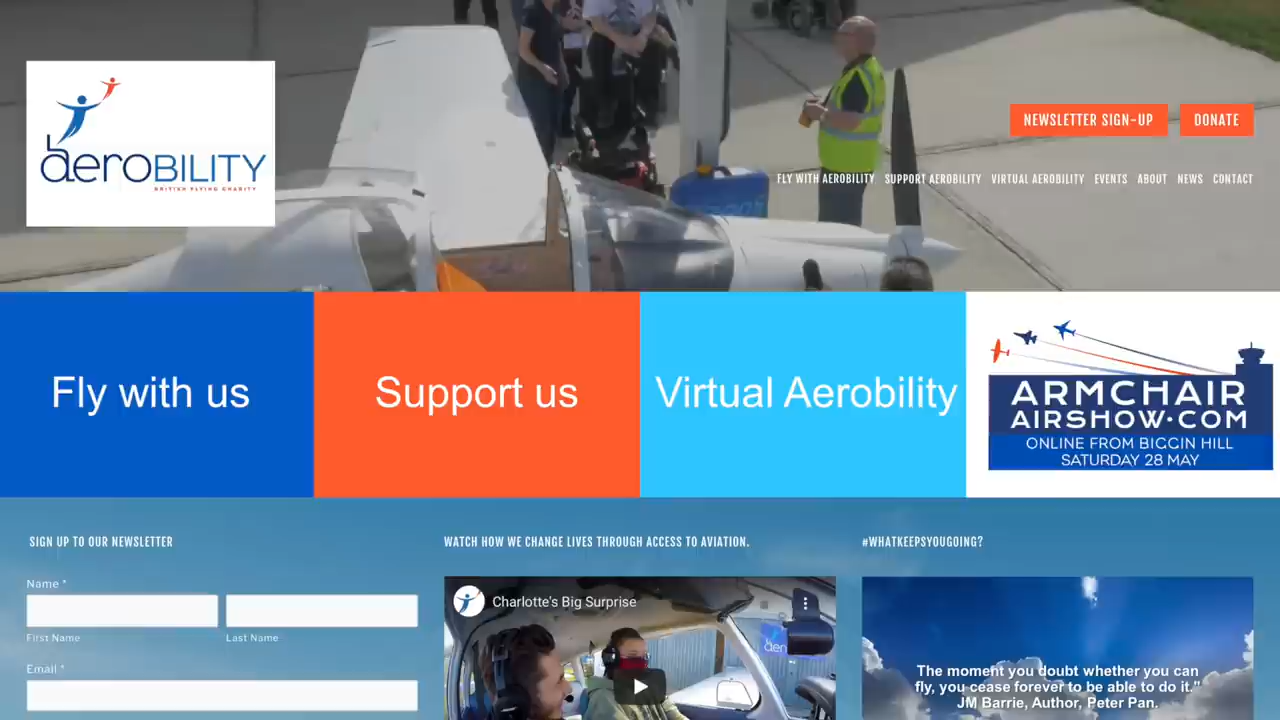 aeroBILITY
BRITISH FLYING CHARITY
NEWSLETTER SIGN-UP
DONATE
FLY WITH AEROBILITY
SUPPORT AEROBILITY
VIRTUAL AEROBILITY
EVENTS
ABOUT
NEWS
CONTACT
Fly with us
Support us
Virtual Aerobility
ARMCHAIR
AIRSHOW·COM
ONLINE FROM BIGGIN HILL
SATURDAY 28 MAY
SIGN UP TO OUR NEWSLETTER
Name *
First Name
Last Name
Email *
WATCH HOW WE CHANGE LIVES THROUGH ACCESS TO AVIATION.
Charlotte's Big Surprise
#WHATKEEPSYOUGOING?
The moment you doubt whether you can
fly, you cease forever to be able to do it."
JM Barrie, Author, Peter Pan.